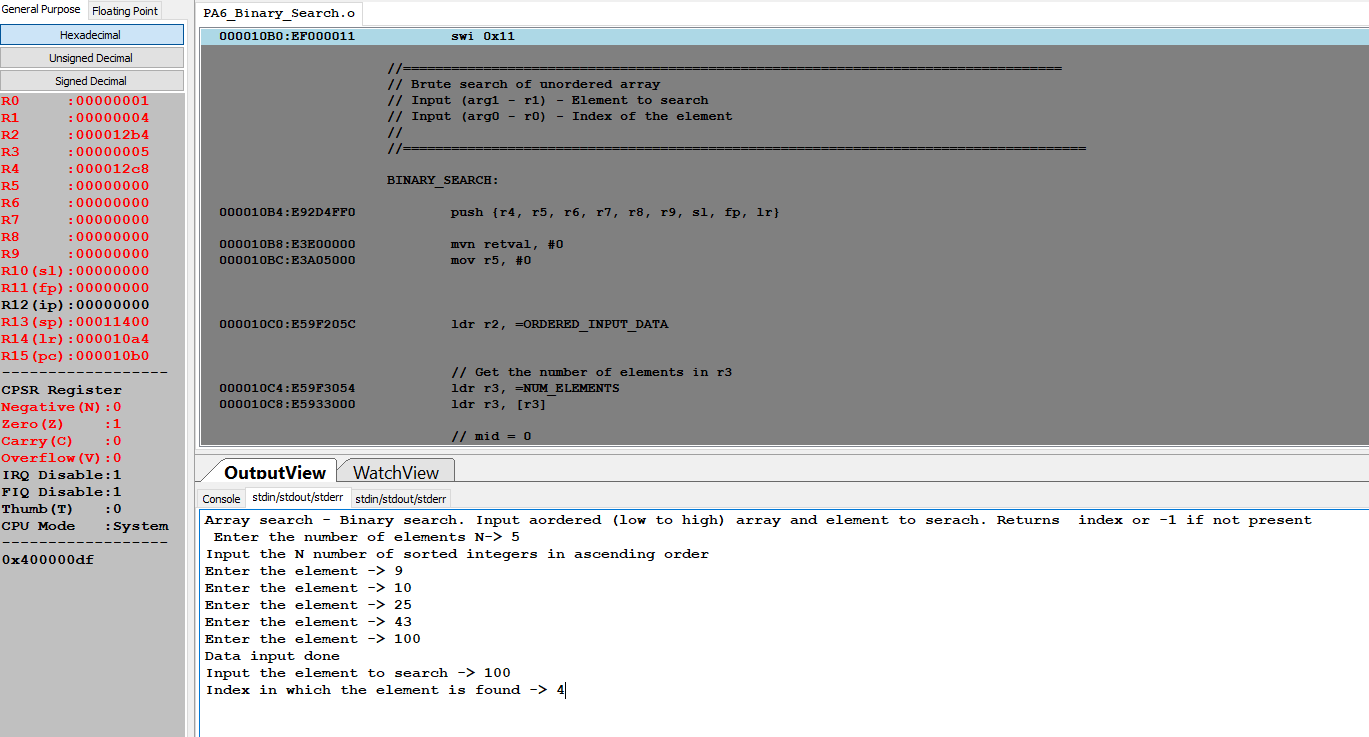 General Purpose Floating Point
Hexadecimal
Unsigned Decimal
Signed Decimal
R0 :00000001
R1 :00000004
R2 :000012b4
R3 :00000005
R4 :000012c8
R5 :00000000
R6 :00000000
R7 :00000000
R8 :00000000
R9 :00000000
R10(sl):00000000
R11(fp):00000000
R12(ip):00000000
R13(sp):00011400
R14(lr):000010a4
R15(pc):000010b0
------------------
CPSR Register
Negative(N):0
Zero(Z) :1
Carry(C) :0
Overflow(V):0
IRQ Disable:1
FIQ Disable:1
Thumb(T) :0
CPU Mode :System
------------------
0x400000df
PA6_Binary_Search.o
000010B0:EF000011 swi 0x11
//=================================================================================
// Brute search of unordered array
// Input (arg1 - r1) - Element to search
// Input (arg0 - r0) - Index of the element
//
//====================================================================================
BINARY_SEARCH:
000010B4:E92D4FF0 push {r4, r5, r6, r7, r8, r9, sl, fp, lr}
000010B8:E3E00000 mvn retval, #0
000010BC:E3A05000 mov r5, #0
000010C0:E59F205C ldr r2, =ORDERED_INPUT_DATA
// Get the number of elements in r3
000010C4:E59F3054 ldr r3, =NUM_ELEMENTS
000010C8:E5933000 ldr r3, [r3]
// mid = 0
OutputView WatchView
Console stdin/stdout/stderr stdin/stdout/stderr
Array search - Binary search. Input aordered (low to high) array and element to serach. Returns  index or -1 if not present
Enter the number of elements N-> 5
Input the N number of sorted integers in ascending order
Enter the element -> 9
Enter the element -> 10
Enter the element -> 25
Enter the element -> 43
Enter the element -> 100
Data input done
Input the element to search -> 100
Index in which the element is found -> 4